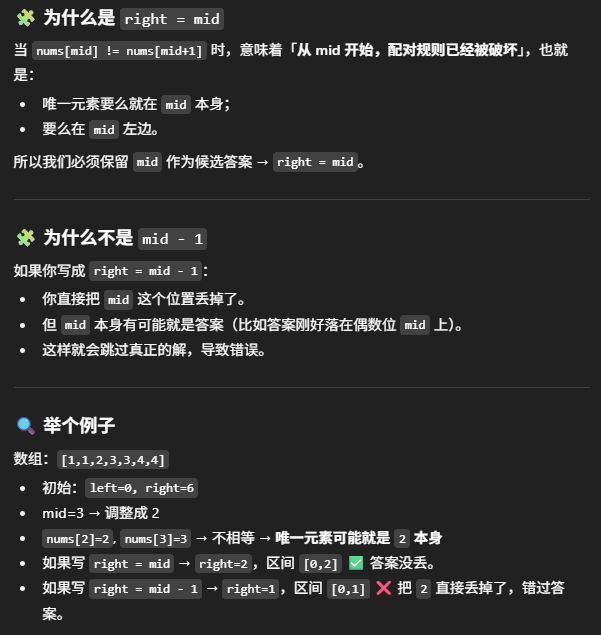 🧩 为什么是 right = mid
当 nums[mid] != nums[mid+1] 时，意味着「从 mid 开始，配对规则已经被破坏」，也就
是：
• 唯一元素要么就在 mid 本身；
• 要么在 mid 左边。
所以我们必须保留 mid 作为候选答案 → right = mid。
🧩 为什么不是 mid - 1
如果你写成 right = mid - 1：
• 你直接把 mid 这个位置丢掉了。
• 但 mid 本身有可能就是答案（比如答案刚好落在偶数位 mid 上）。
• 这样就会跳过真正的解，导致错误。
🔍 举个例子
数组：[1,1,2,3,3,4,4]
• 初始：left=0, right=6
• mid=3 → 调整成 2
• nums[2]=2, nums[3]=3 → 不相等 → 唯一元素可能就是 2 本身
• 如果写 right = mid → right=2，区间 [0,2] ✅ 答案没丢。
• 如果写 right = mid - 1 → right=1，区间 [0,1] ❌ 把 2 直接丢掉了，错过答
案。